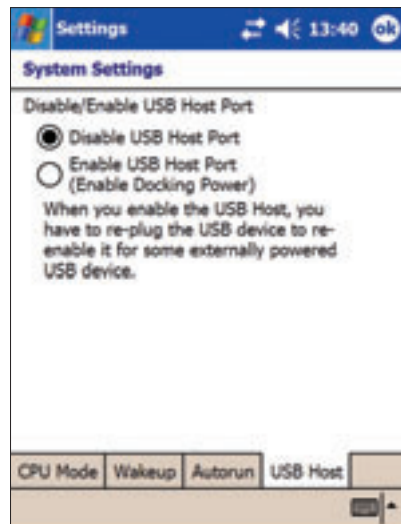 Settings 13:40 ok
System Settings
Disable/Enable USB Host Port
Disable USB Host Port
Enable USB Host Port
(Enable Docking Power)
When you enable the USB Host, you
have to re-plug the USB device to re-
enable it for some externally powered
USB device.
CPU Mode Wakeup Autorun USB Host